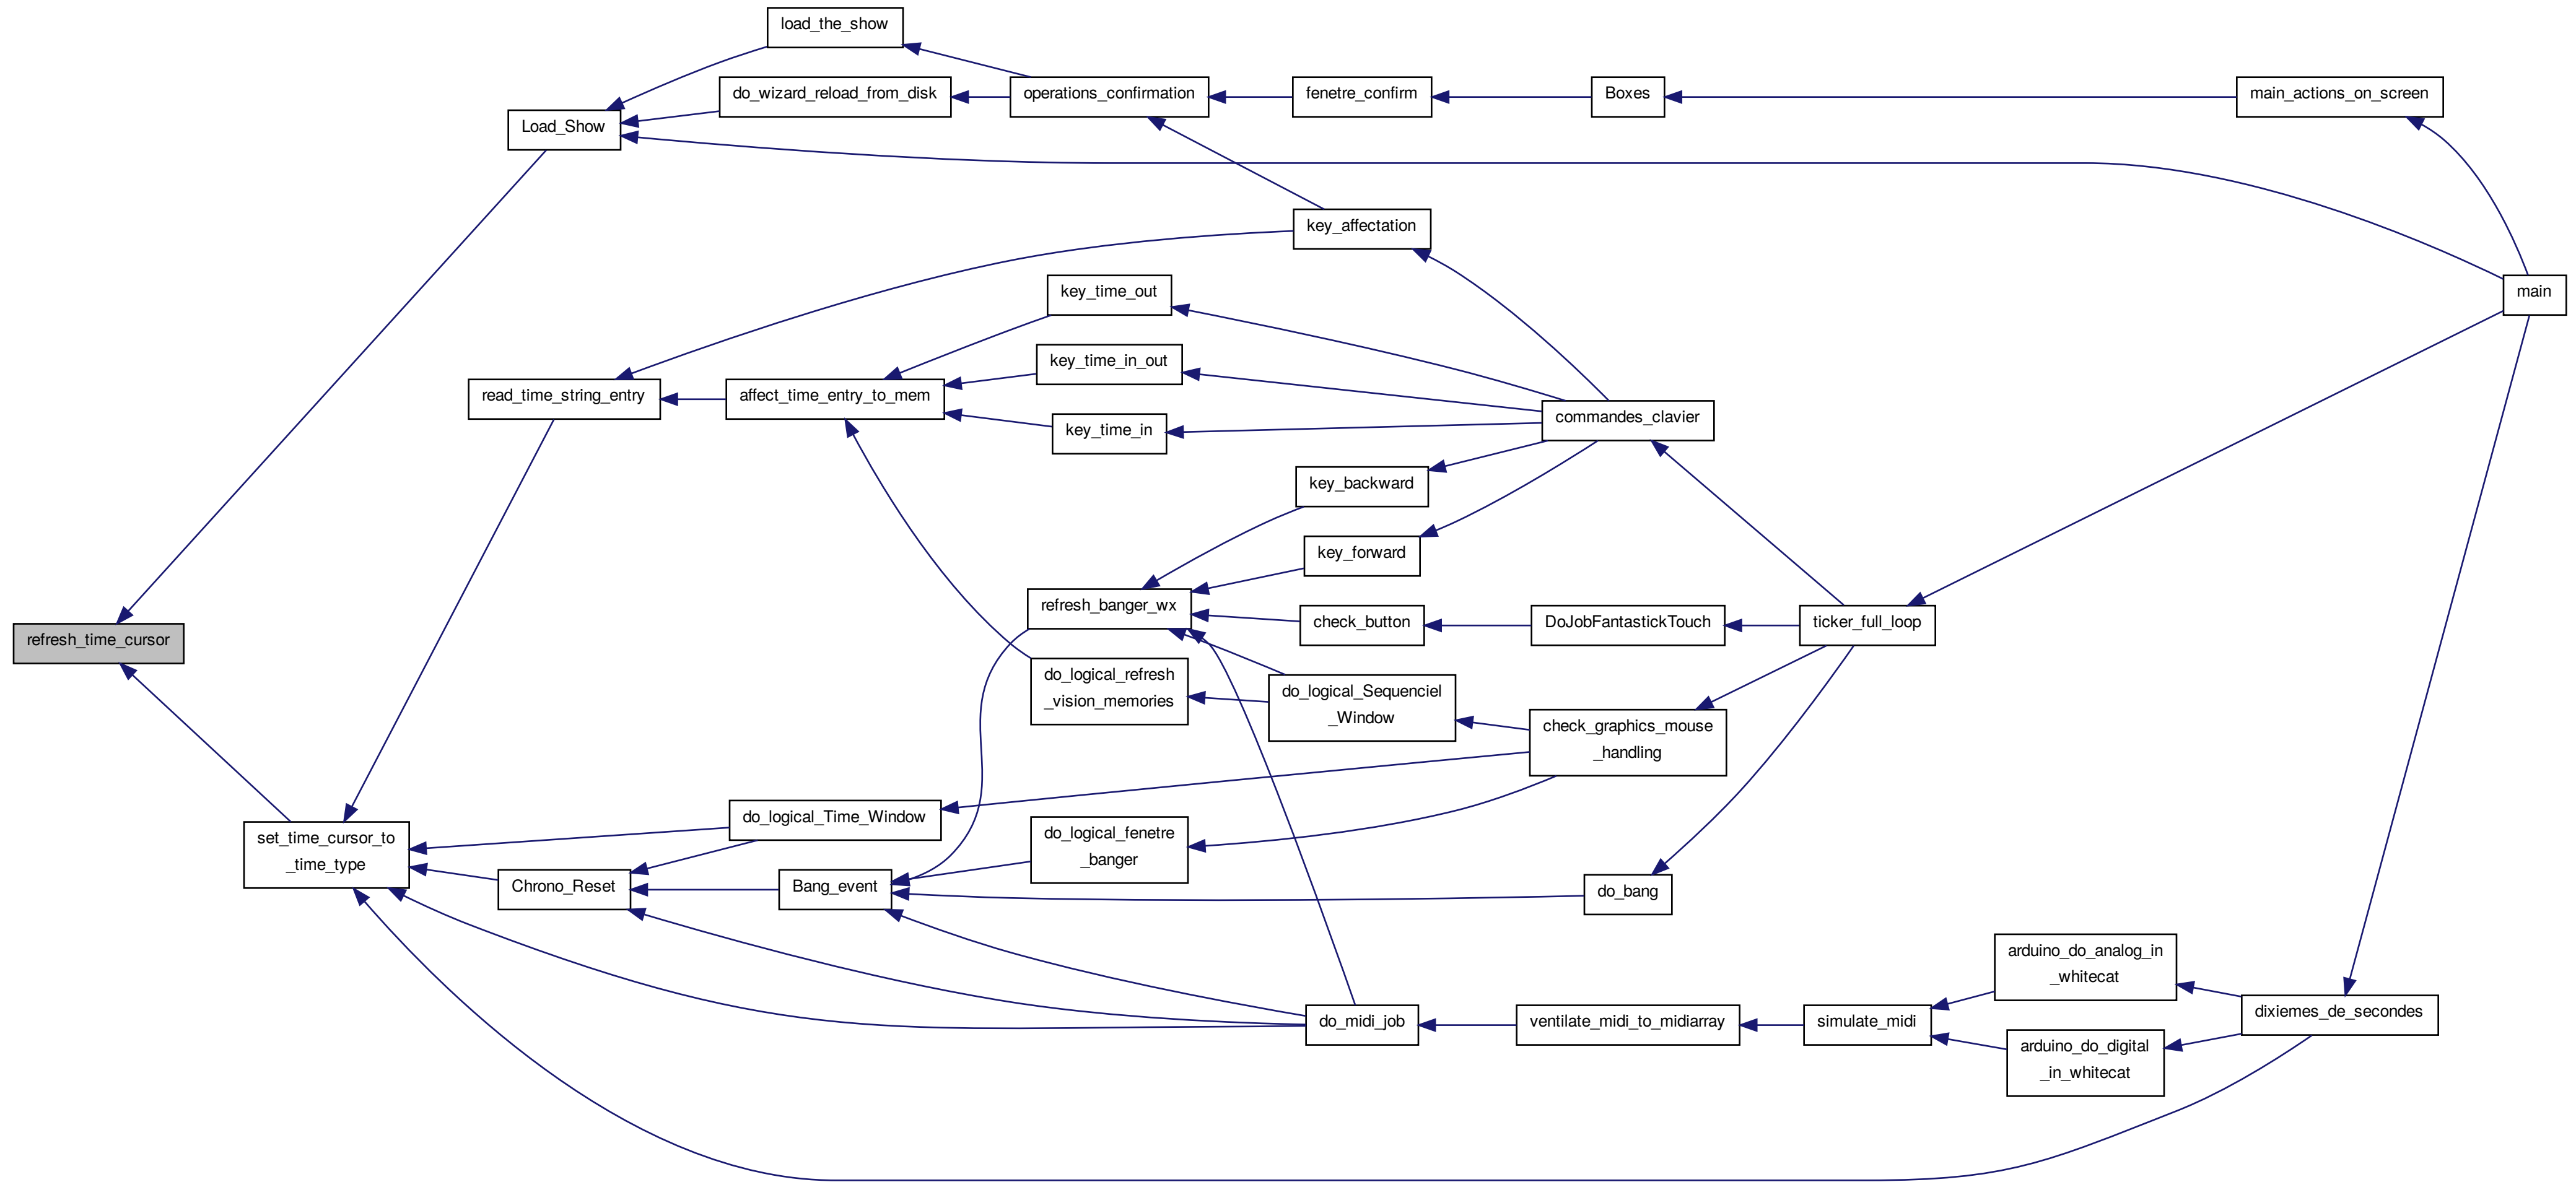 load_the_show
do_wizard_reload_from_disk
operations_confirmation
fenetre_confirm
Boxes
main_actions_on_screen
Load_Show
key_affectation
key_time_out
main
key_time_in_out
read_time_string_entry
affect_time_entry_to_mem
commandes_clavier
key_time_in
key_backward
key_forward
refresh_banger_wx
check_button
DoJobFantastickTouch
ticker_full_loop
refresh_time_cursor
do_logical_refresh
_vision_memories
do_logical_Sequenciel
_Window
check_graphics_mouse
_handling
do_logical_Time_Window
set_time_cursor_to
_time_type
do_logical_fenetre
_banger
Chrono_Reset
Bang_event
do_bang
arduino_do_analog_in
_whitecat
do_midi_job
ventilate_midi_to_midiarray
simulate_midi
dixiemes_de_secondes
arduino_do_digital
_in_whitecat